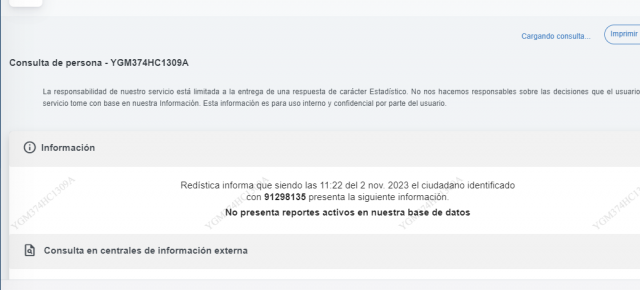 Cargando consulta...
Imprimir
Consulta de persona - YGM374HC1309A
La responsabilidad de nuestro servicio está limitada a la entrega de una respuesta de carácter Estadístico. No nos hacemos responsables sobre las decisiones que el usuario
servicio tome con base en nuestra Información. Esta información es para uso interno y confidencial por parte del usuario.
Información
Redística informa que siendo las 11:22 del 2 nov. 2023 el ciudadano identificado
con 91298135 presenta la siguiente información.
No presenta reportes activos en nuestra base de datos
YGM374HC1309A
Consulta en centrales de información externa